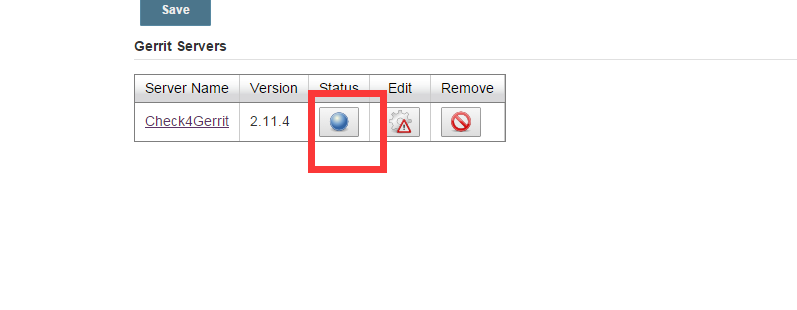 Save
Gerrit Servers
Server Name Version Status Edit Remove
Check4Gerrit 2.11.4